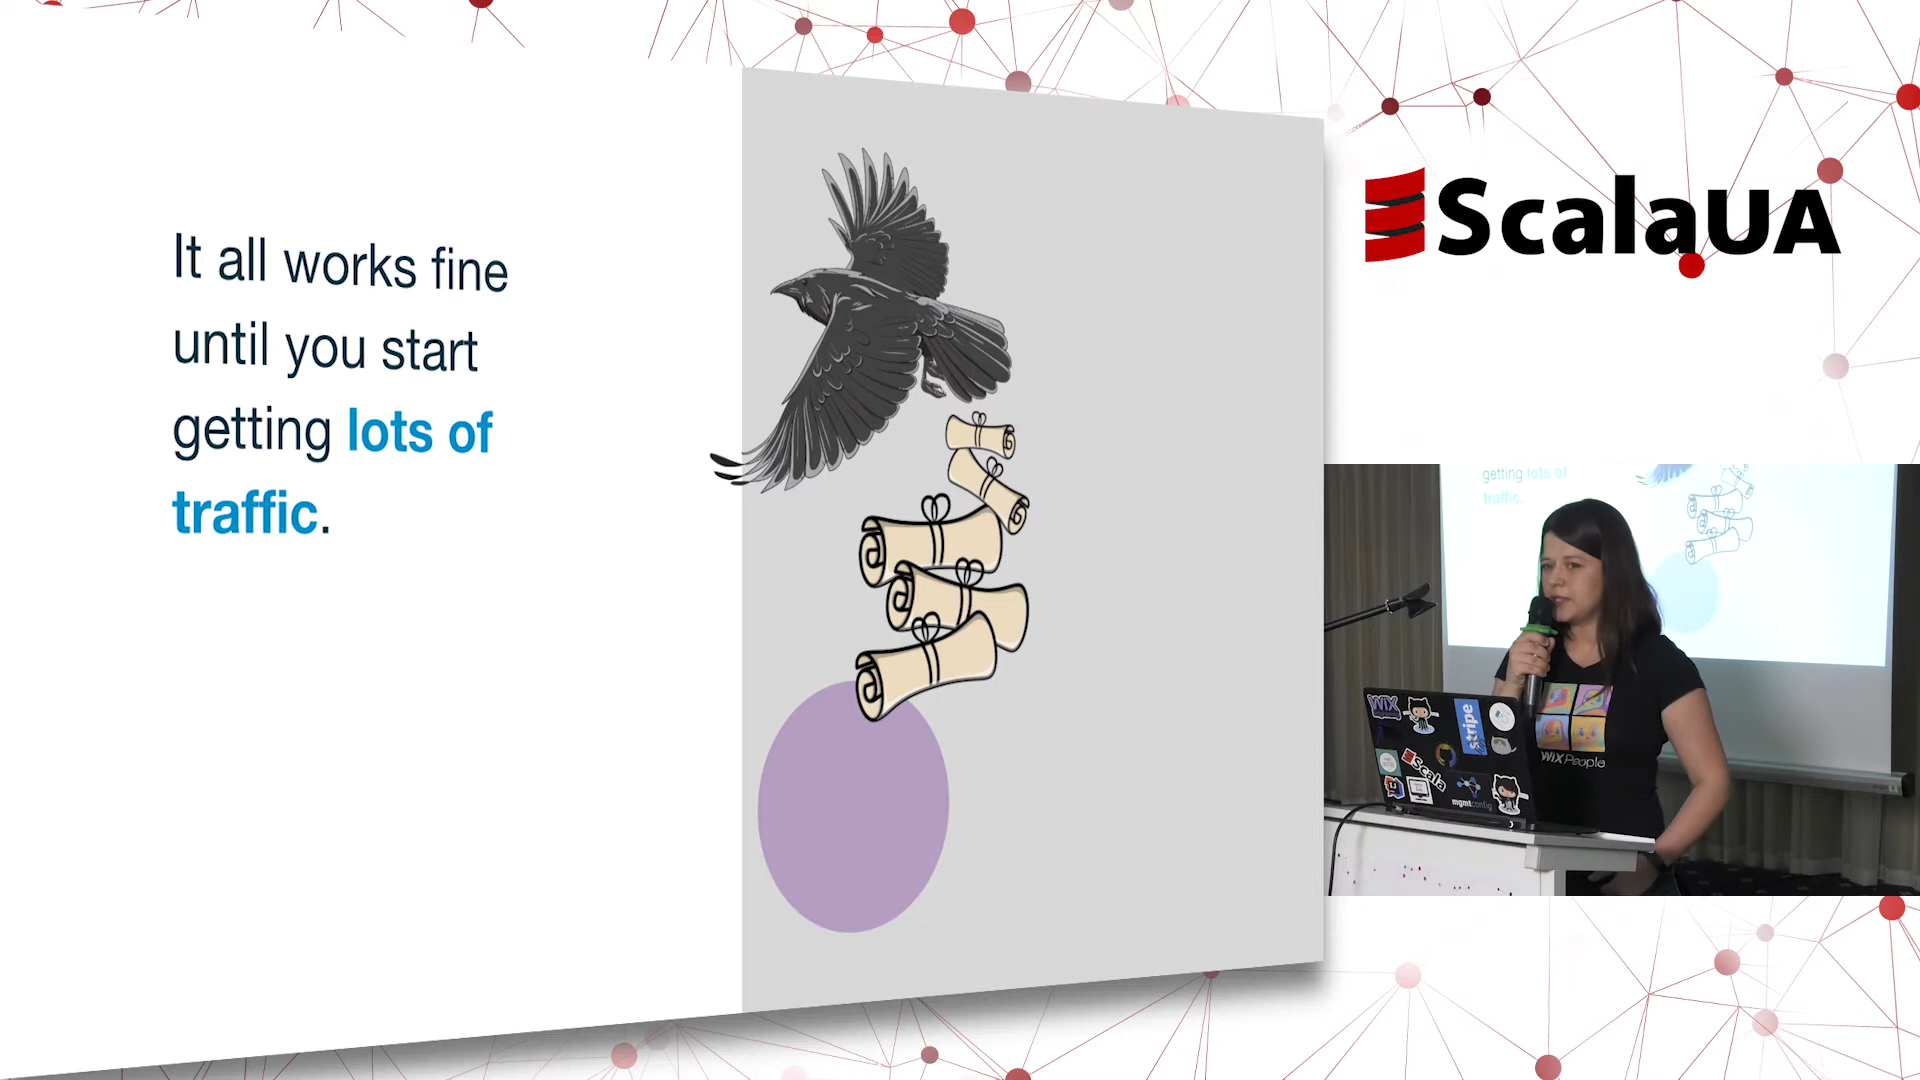 It all works fine
until you start
getting lots of
traffic.
ScalaUA
getting lots of
traffic.
WiX
stripe
Scala
mgmtconfig
WiX People